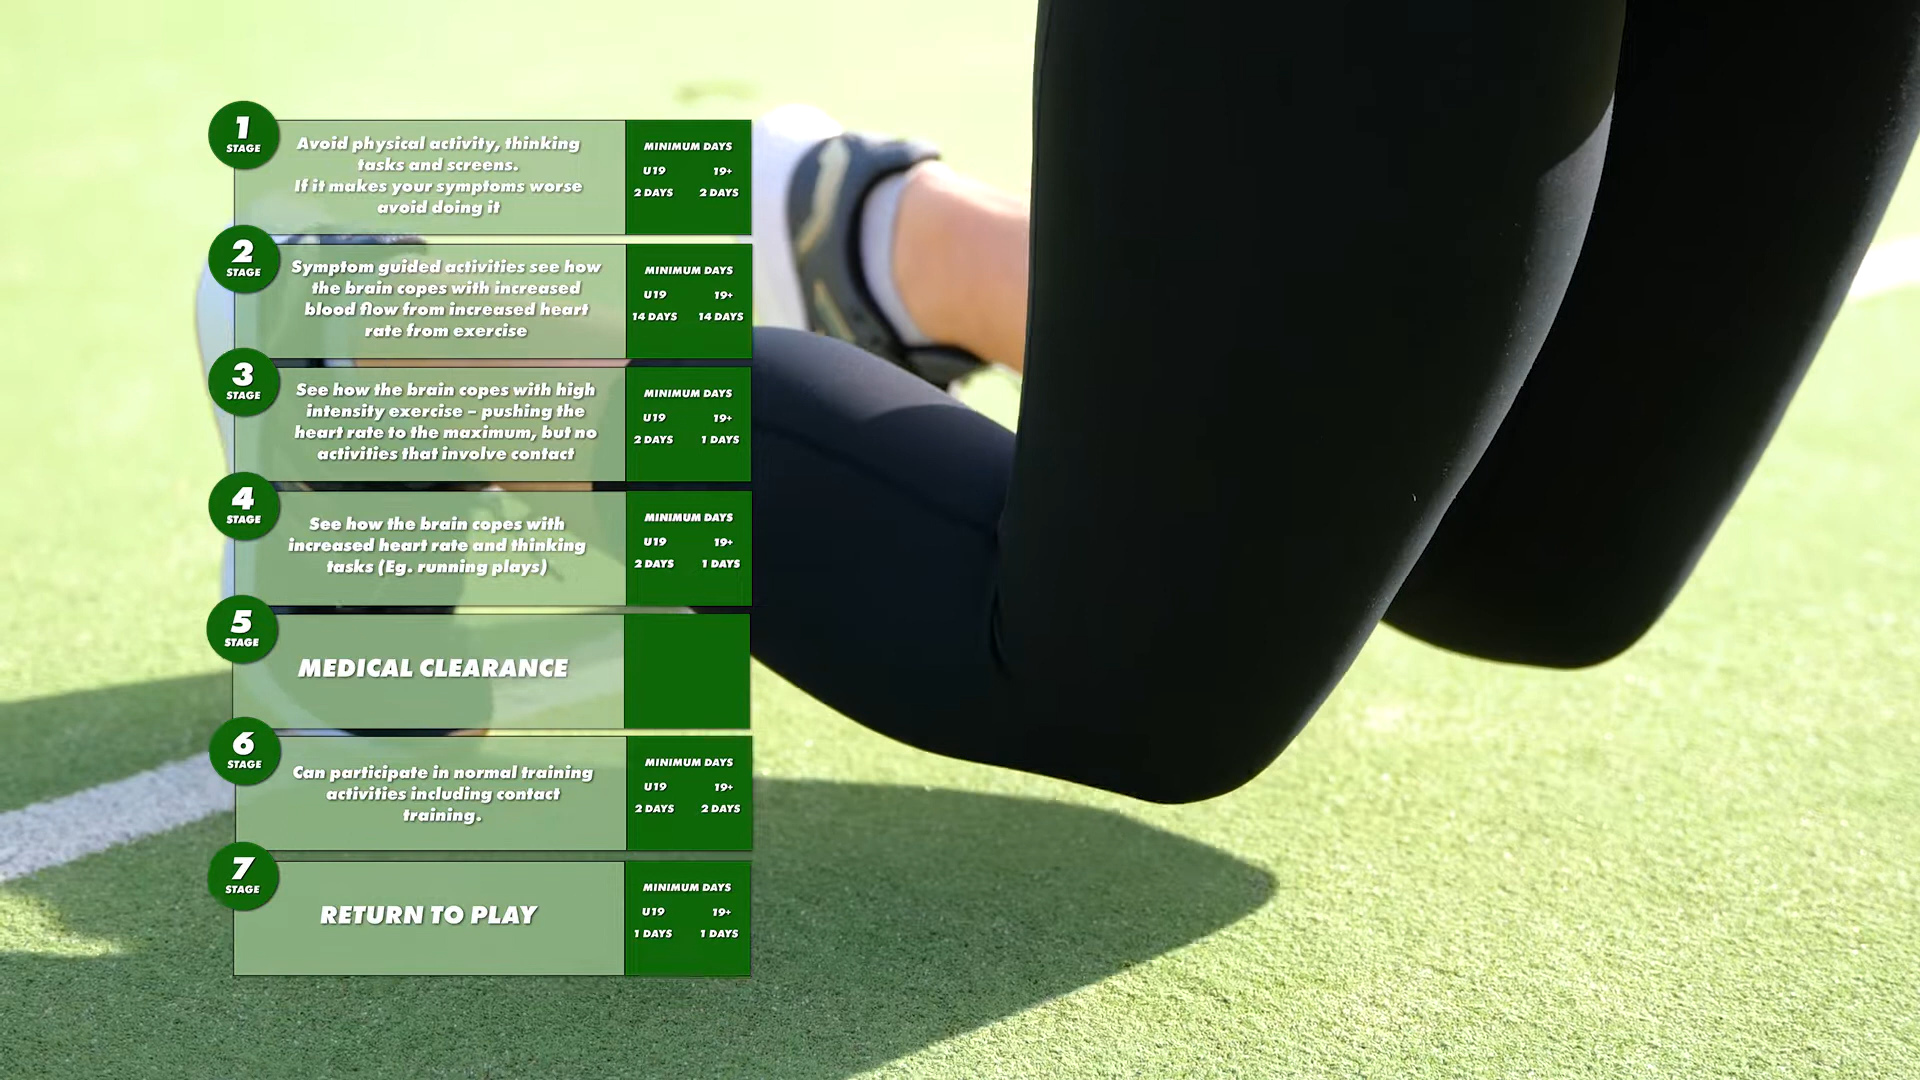 1
STAGE
Avoid physical activity, thinking
tasks and screens.
If it makes your symptoms worse
avoid doing it
MINIMUM DAYS
U19 19+
2 DAYS 2 DAYS
2
STAGE
Symptom guided activities see how
the brain copes with increased
blood flow from increased heart
rate from exercise
MINIMUM DAYS
U19 19+
14 DAYS 14 DAYS
3
STAGE
See how the brain copes with high
intensity exercise – pushing the
heart rate to the maximum, but no
activities that involve contact
MINIMUM DAYS
U19 19+
2 DAYS 1 DAYS
4
STAGE
See how the brain copes with
increased heart rate and thinking
tasks (Eg. running plays)
MINIMUM DAYS
U19 19+
2 DAYS 1 DAYS
5
STAGE
MEDICAL CLEARANCE
6
STAGE
Can participate in normal training
activities including contact
training.
MINIMUM DAYS
U19 19+
2 DAYS 2 DAYS
7
STAGE
RETURN TO PLAY
MINIMUM DAYS
U19 19+
1 DAYS 1 DAYS